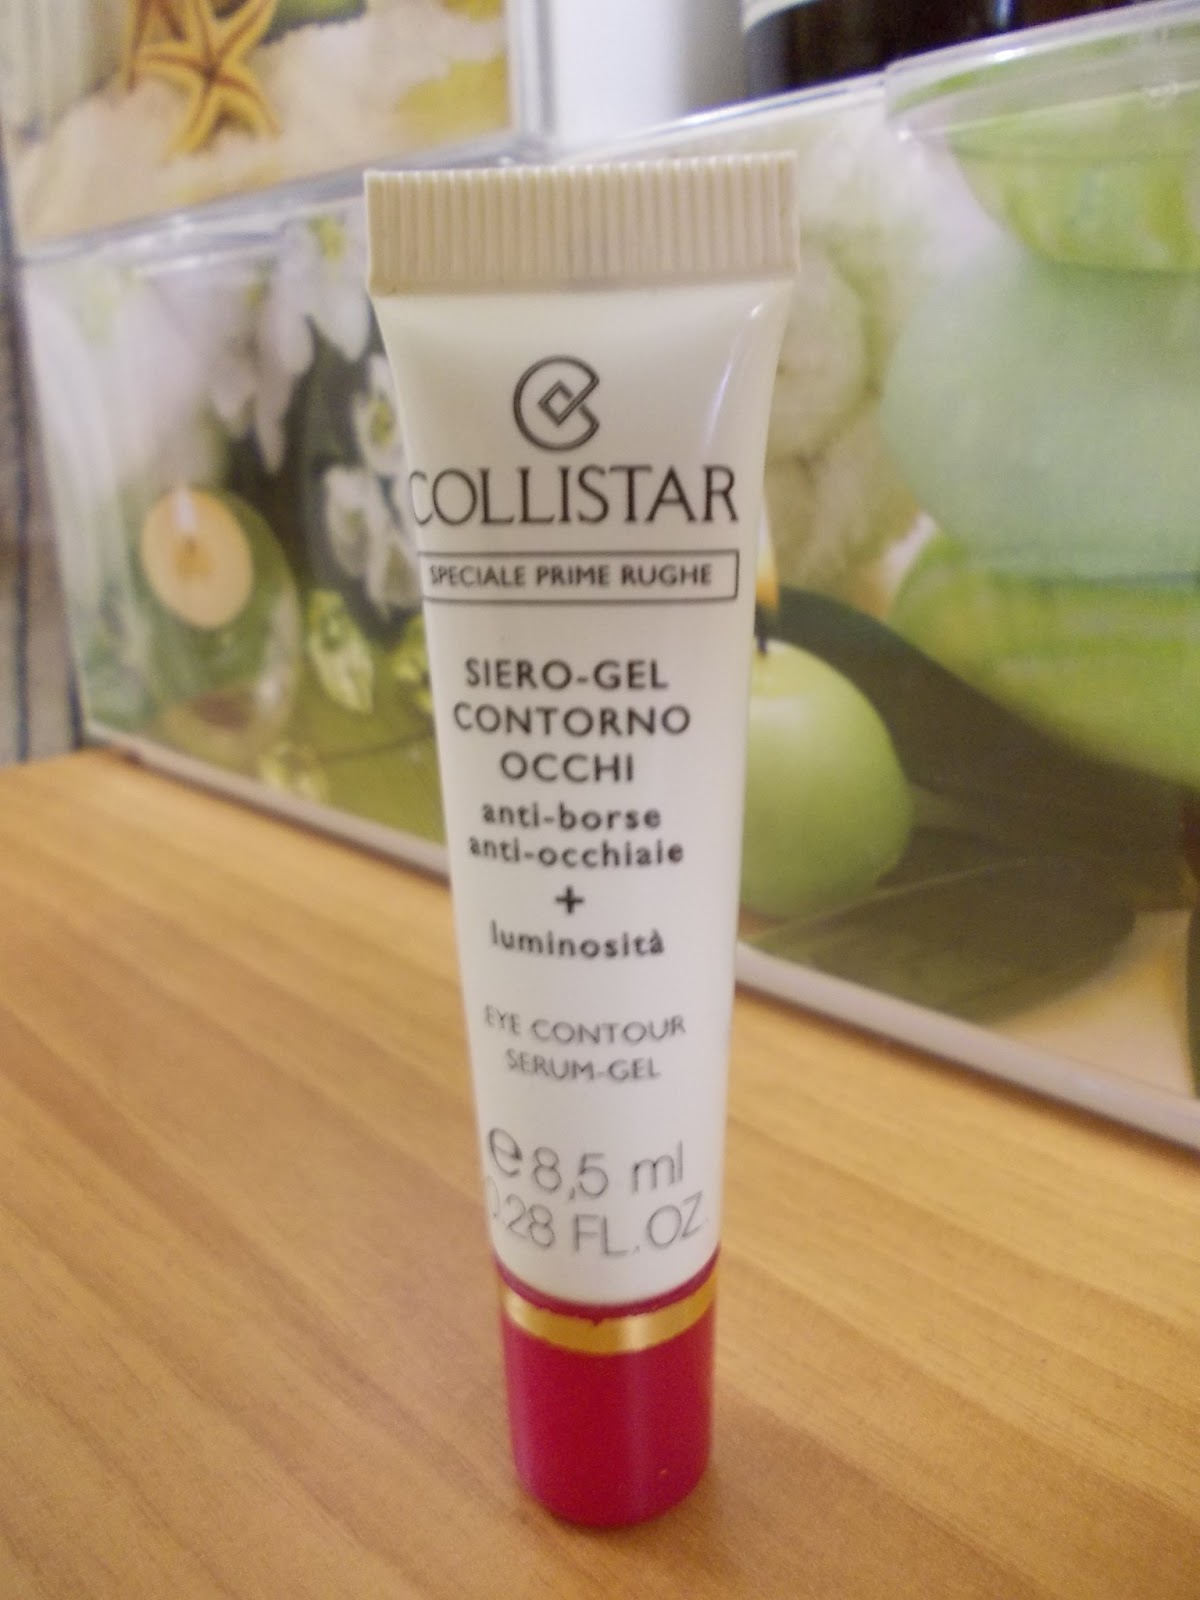 COLLISTAR
SPECIALE PRIME RUGHE
SIERO-GEL
CONTORNO
OCCHI
anti-borse
anti-occhiaie
+
luminosità
EYE CONTOUR
SERUM-GEL
℮ 8,5 ml
0.28 FL.OZ.